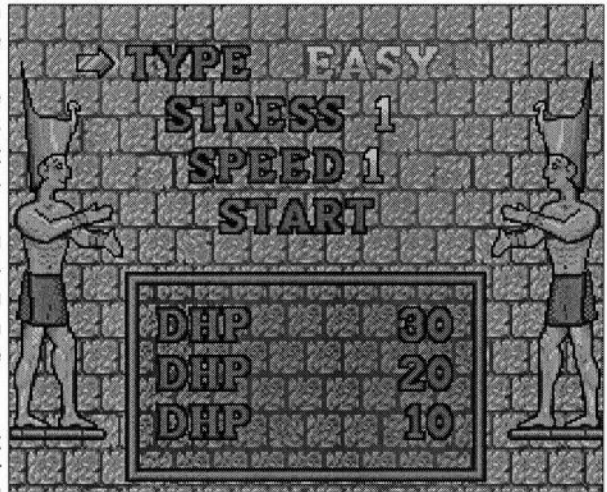 TYPE EASY
STRESS 1
SPEED 1
START
DHP 30
DHP 20
DHP 10